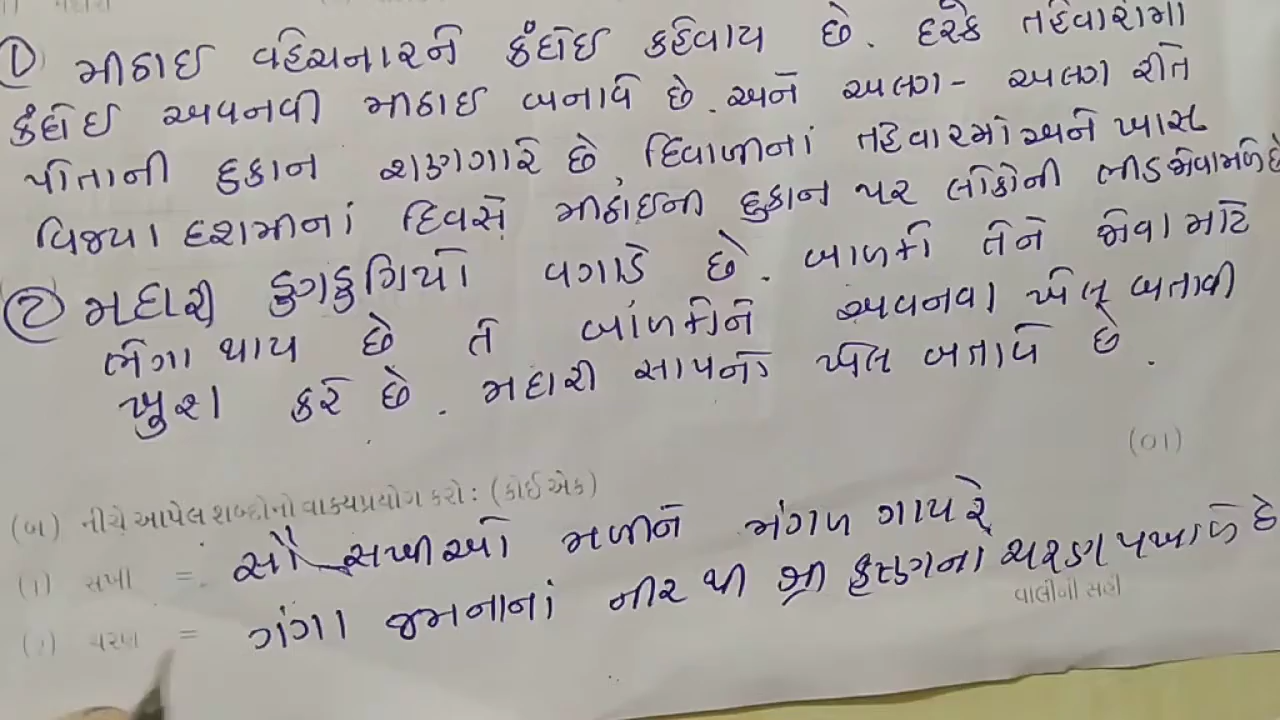 ① મીઠાઇ વહેચનારને કંદોઇ કહેવાય છે. દરેક તહેવારોમા
કંદોઇ અવનવી મીઠાઇ બનાવે છે. અને અલગ - અલગ રીતે
પોતાની દુકાન શણગારે છે, દિવાળીનાં તહેવારમાં અને ખાસ
વિજયા દશમીનાં દિવસે મીઠાઇની દુકાન પર લોકોની ભીડ જોવામળે છે
② મદારી ડુગડુગિયો વગાડે છે. બાળકો તેને જોવા માટે
ભેગા થાય છે તે બાળકોને અવનવા ખેલ બતાવી
ખુશ કરે છે. મદારી સાપનો ખેલ બતાવે છે.
(01)
(બ) નીચે આપેલ શબ્દોનો વાક્યપ્રયોગ કરો: (કોઈ એક)
(1) સખી = સૌ સખીઓ મળીને મંગળ ગાય રે
(2) ચરણ = ગંગા જમનાનાં નીર થી શ્રી કૃષ્ણના ચરણ પખાળે છે
વાલીની સહી